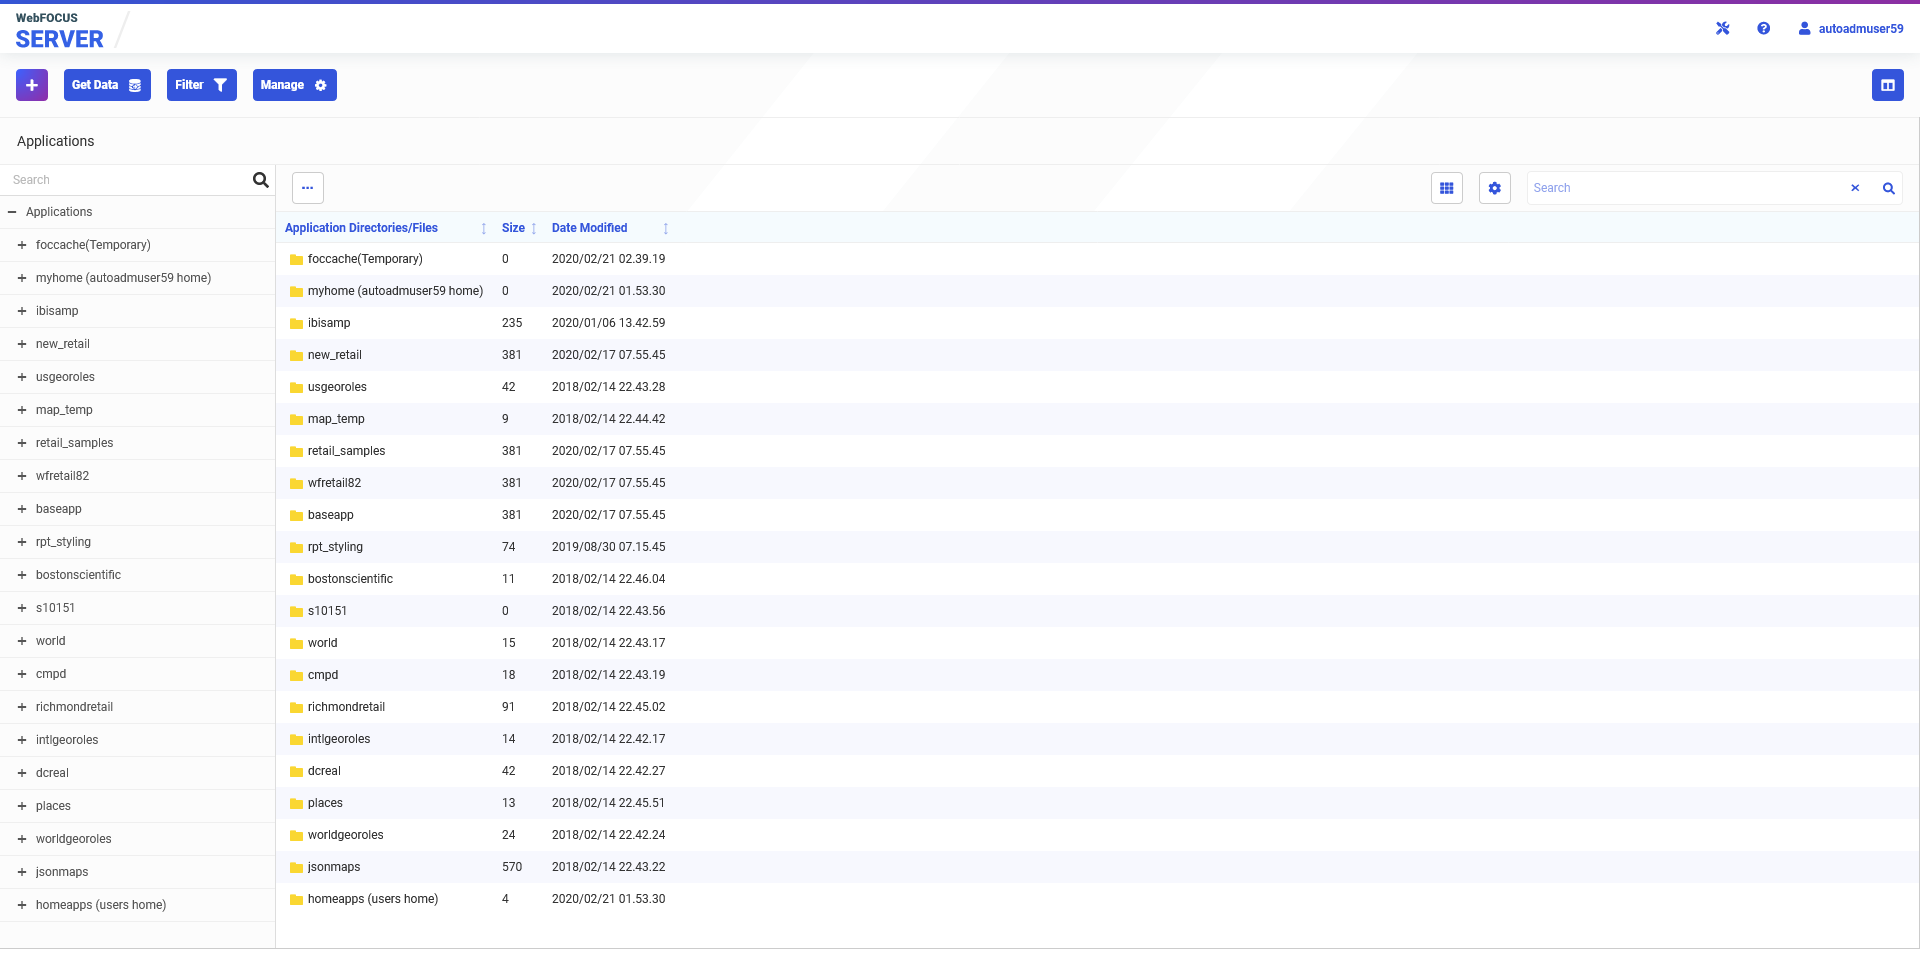 WebFOCUS
SERVER
autoadmuser59
+ Get Data Filter Manage
Applications
Search
... Search
Applications
foccache(Temporary)
myhome (autoadmuser59 home)
ibisamp
new_retail
usgeoroles
map_temp
retail_samples
wfretail82
baseapp
rpt_styling
bostonscientific
s10151
world
cmpd
richmondretail
intlgeoroles
dcreal
places
worldgeoroles
jsonmaps
homeapps (users home)
Application Directories/Files Size Date Modified
foccache(Temporary) 0 2020/02/21 02.39.19
myhome (autoadmuser59 home) 0 2020/02/21 01.53.30
ibisamp 235 2020/01/06 13.42.59
new_retail 381 2020/02/17 07.55.45
usgeoroles 42 2018/02/14 22.43.28
map_temp 9 2018/02/14 22.44.42
retail_samples 381 2020/02/17 07.55.45
wfretail82 381 2020/02/17 07.55.45
baseapp 381 2020/02/17 07.55.45
rpt_styling 74 2019/08/30 07.15.45
bostonscientific 11 2018/02/14 22.46.04
s10151 0 2018/02/14 22.43.56
world 15 2018/02/14 22.43.17
cmpd 18 2018/02/14 22.43.19
richmondretail 91 2018/02/14 22.45.02
intlgeoroles 14 2018/02/14 22.42.17
dcreal 42 2018/02/14 22.42.27
places 13 2018/02/14 22.45.51
worldgeoroles 24 2018/02/14 22.42.24
jsonmaps 570 2018/02/14 22.43.22
homeapps (users home) 4 2020/02/21 01.53.30